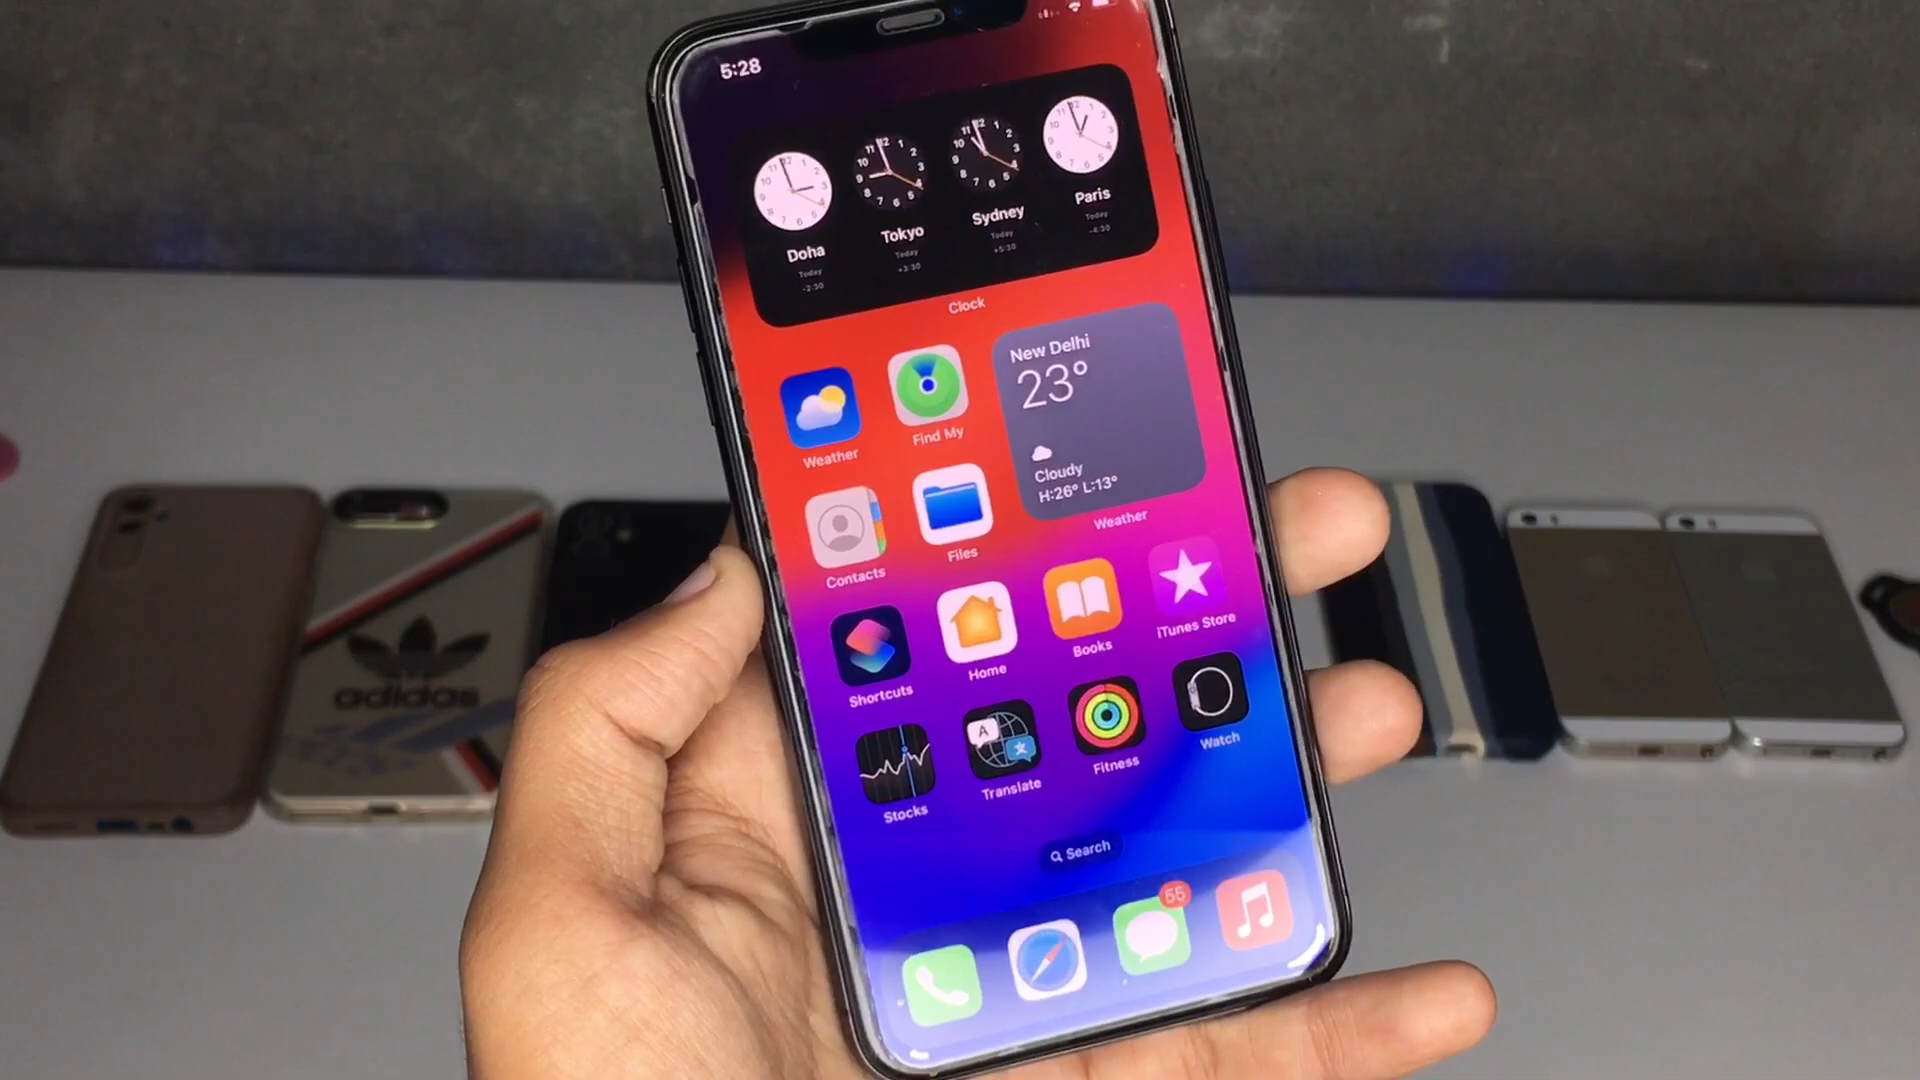 5:28
Doha
Today
-2:30
Tokyo
Today
+3:30
Sydney
Today
+5:30
Paris
Today
-4:30
Clock
Weather
Find My
New Delhi
23°
Cloudy
H:26° L:13°
Weather
Contacts
Files
Shortcuts
Home
Books
iTunes Store
Stocks
Translate
Fitness
Watch
Search
55
adidas